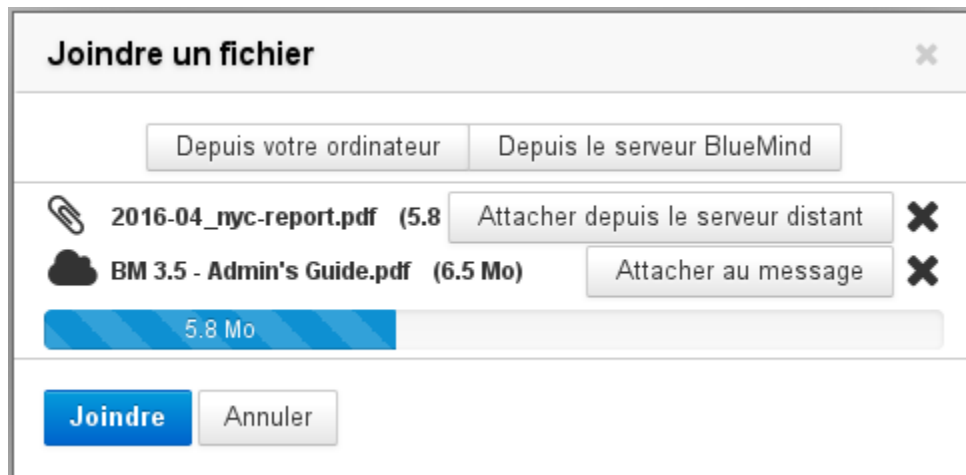 Joindre un fichier
Depuis votre ordinateur Depuis le serveur BlueMind
2016-04_nyc-report.pdf (5.8 Attacher depuis le serveur distant
BM 3.5 - Admin's Guide.pdf (6.5 Mo) Attacher au message
5.8 Mo
Joindre Annuler